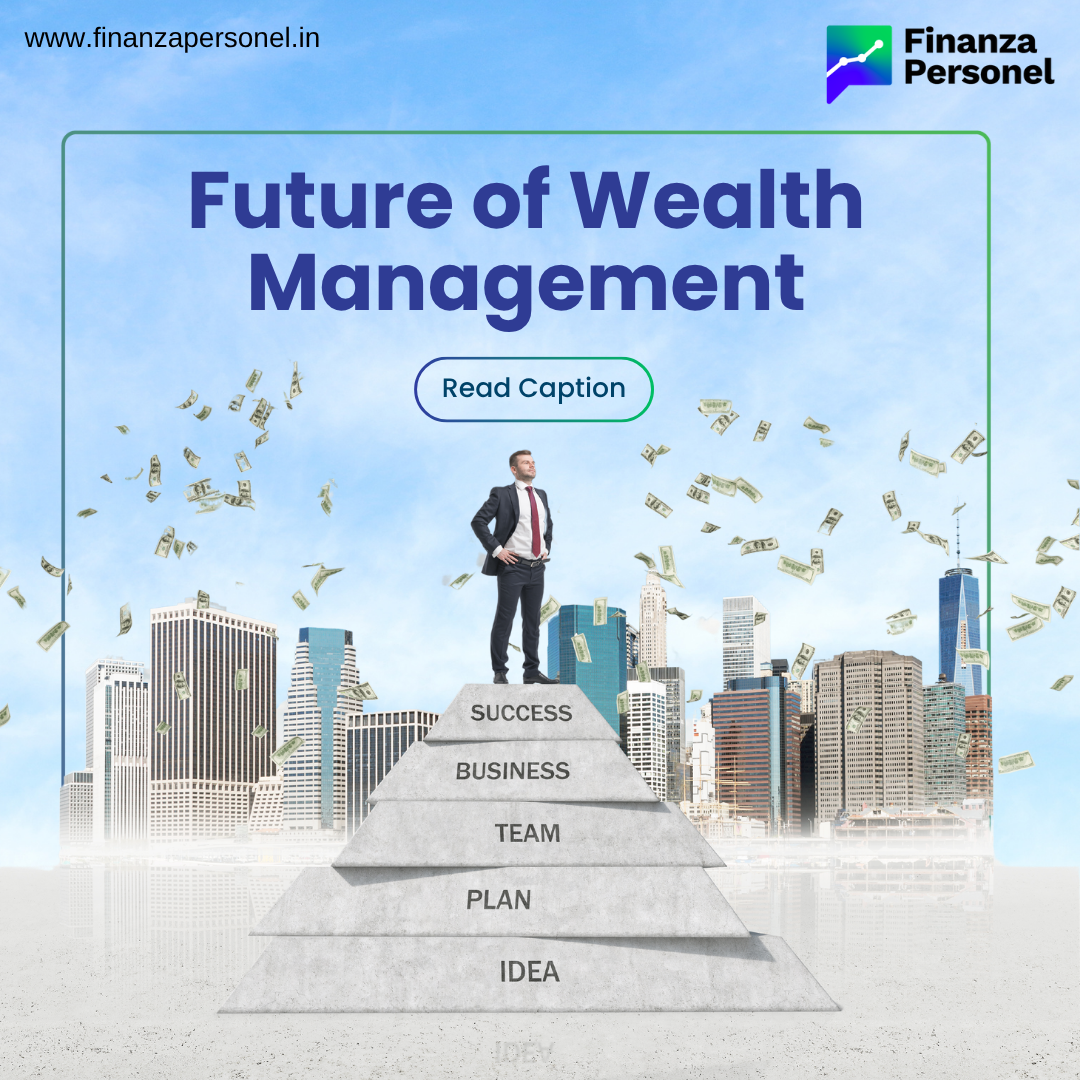 www.finanzapersonel.in
Finanza
Personel
Future of Wealth
Management
Read Caption
SUCCESS
BUSINESS
TEAM
PLAN
IDEA